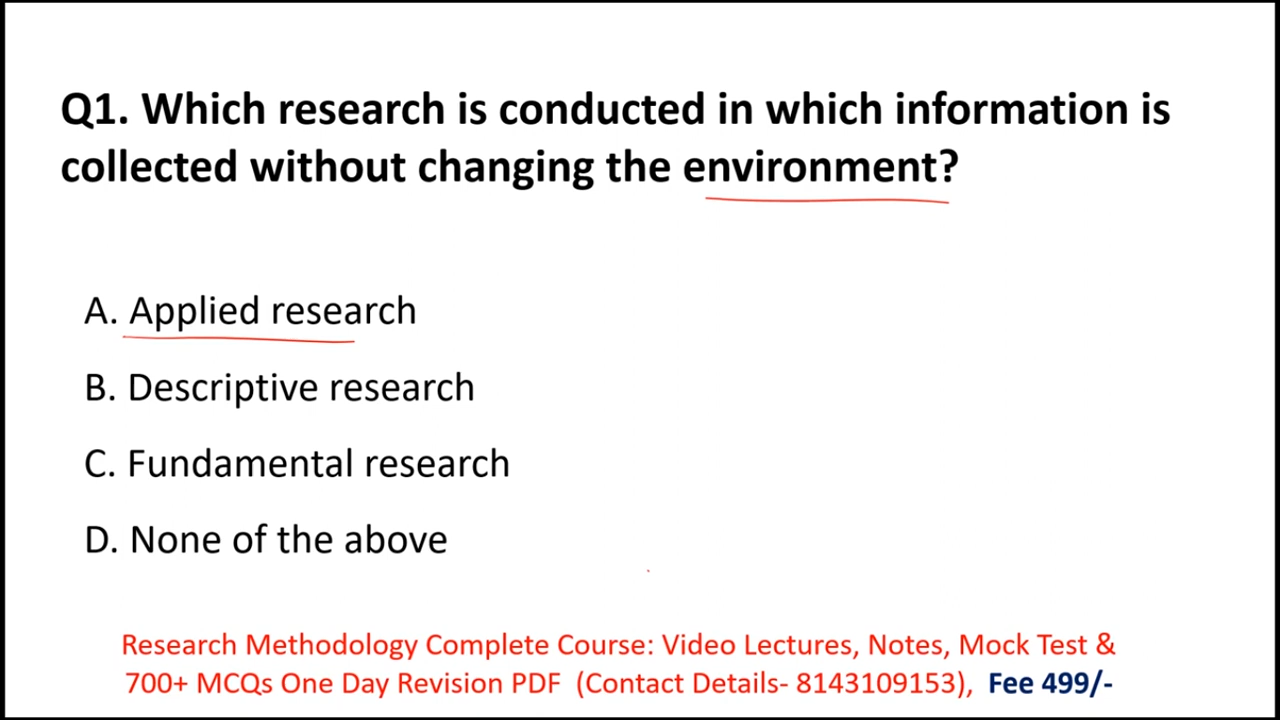 Q1. Which research is conducted in which information is
collected without changing the environment?
A. Applied research
B. Descriptive research
C. Fundamental research
D. None of the above
Research Methodology Complete Course: Video Lectures, Notes, Mock Test &
700+ MCQs One Day Revision PDF (Contact Details- 8143109153), Fee 499/-